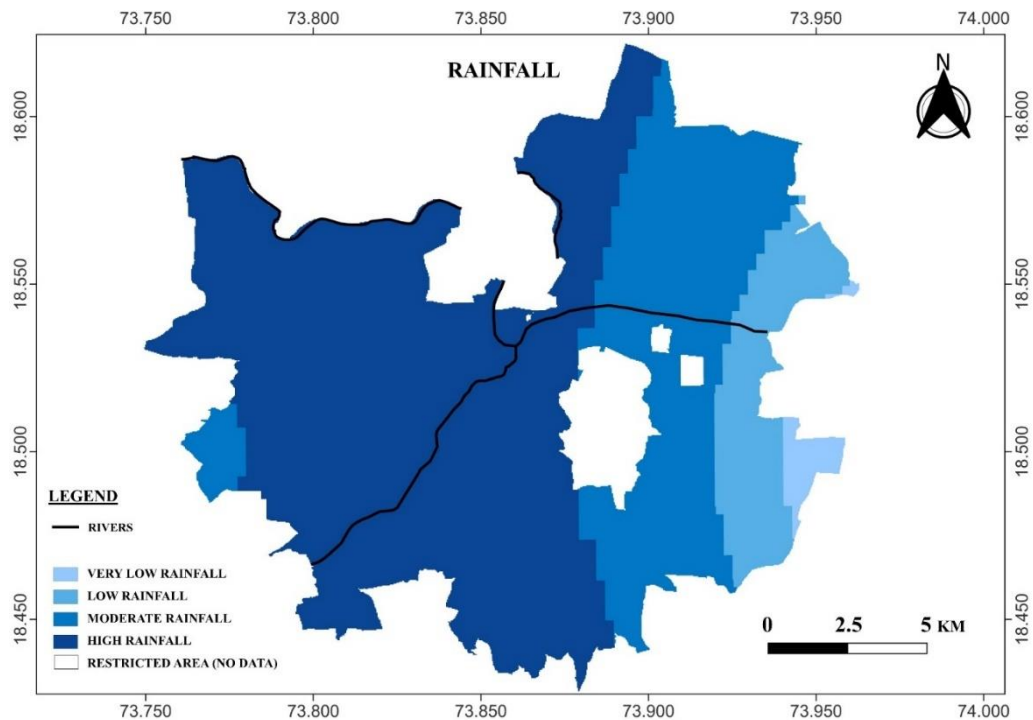 73.750 73.800 73.850 73.900 73.950 74.000
RAINFALL
N
18.600 18.600
18.550 18.550
18.500 18.500
18.450 18.450
LEGEND
RIVERS
VERY LOW RAINFALL
LOW RAINFALL
MODERATE RAINFALL
HIGH RAINFALL
RESTRICTED AREA (NO DATA)
0 2.5 5 KM
73.750 73.800 73.850 73.900 73.950 74.000